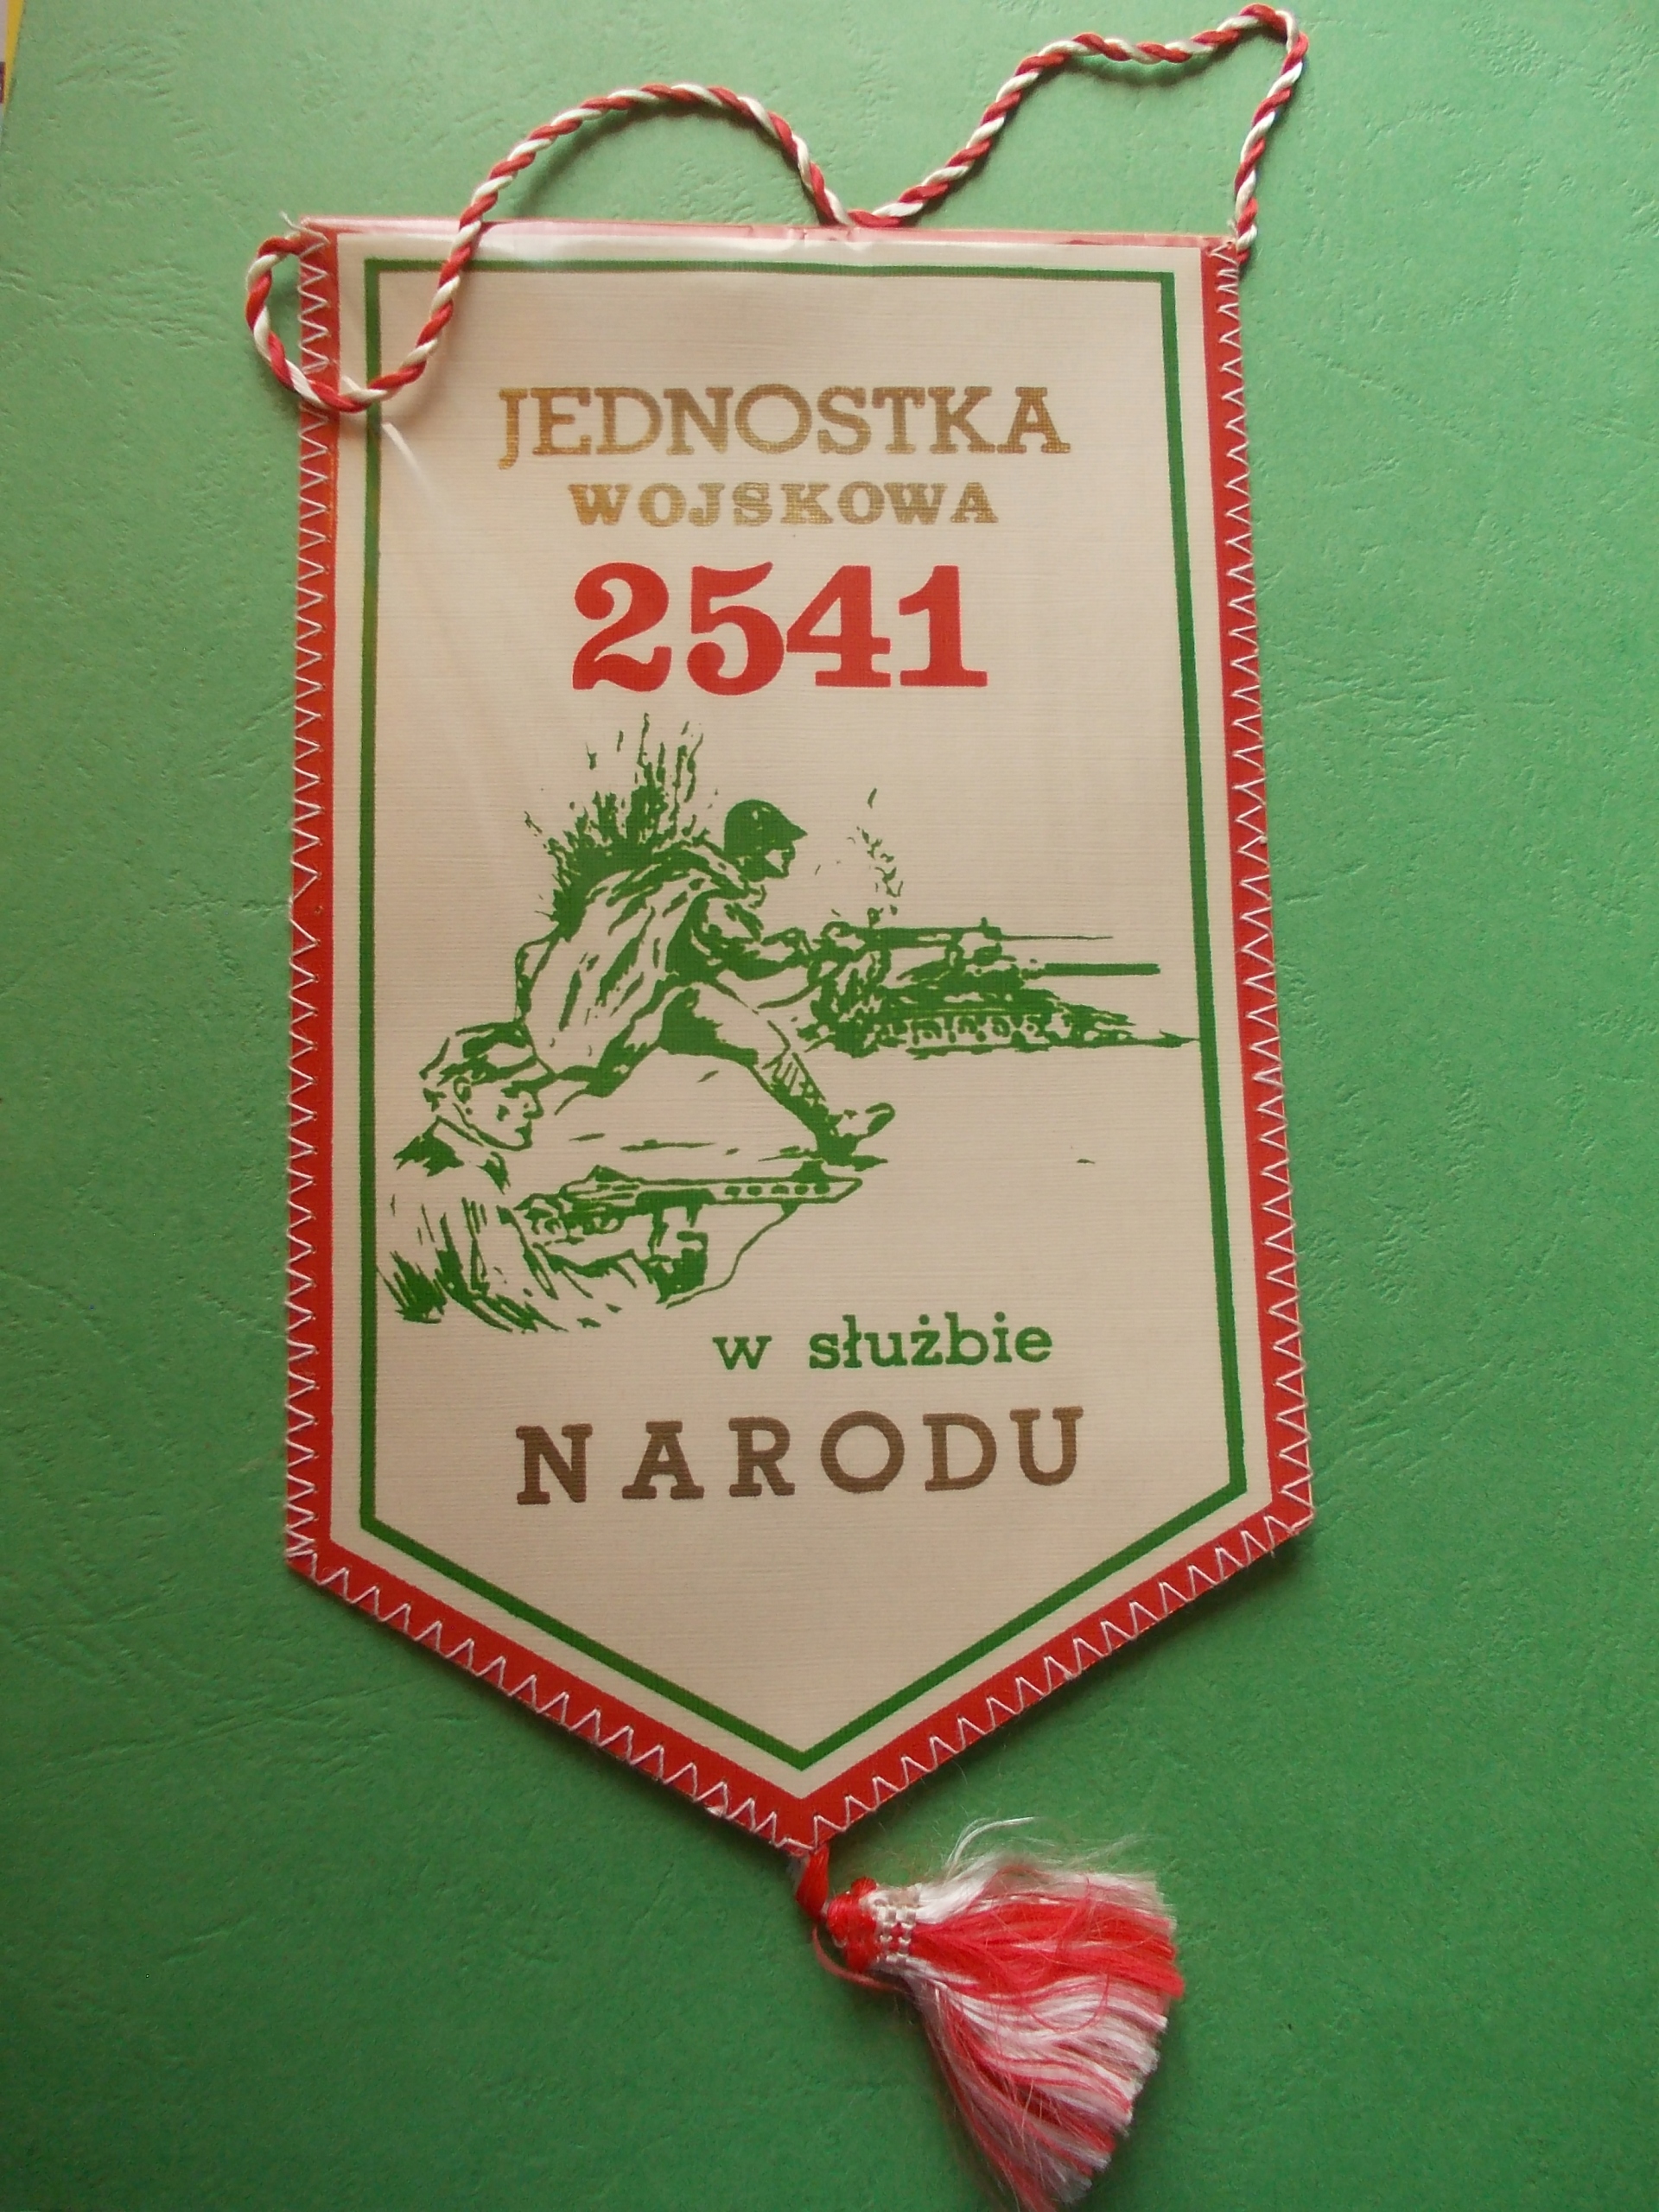 JEDNOSTKA
WOJSKOWA
2541
w służbie
NARODU